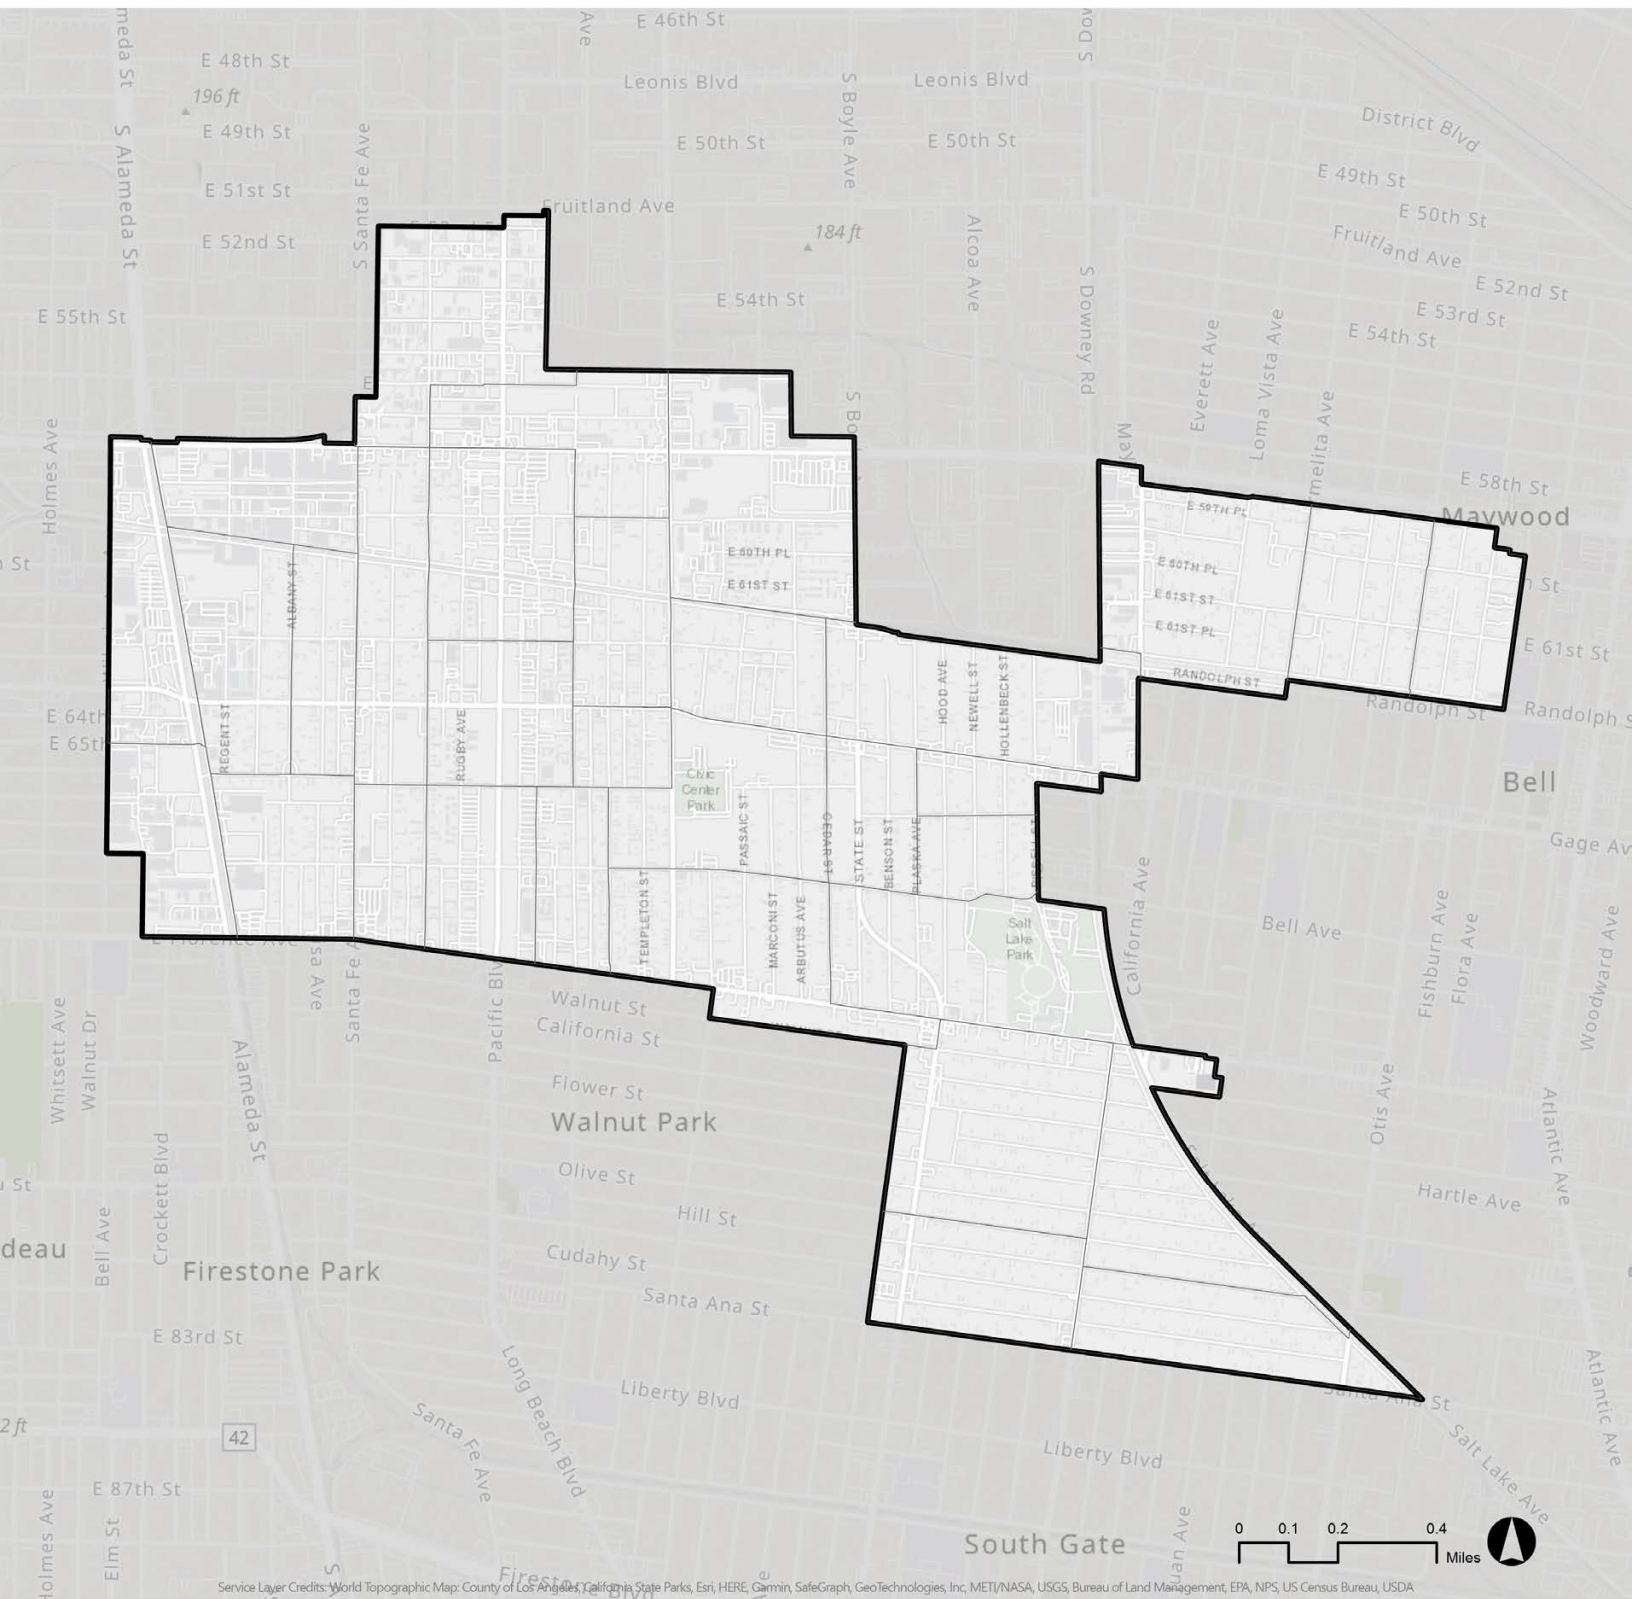 E 46th St
Ave
E 48th St
Leonis Blvd
Leonis Blvd
196 ft
E 49th St
S Alameda St
S Santa Fe Ave
S Boyle Ave
E 50th St
E 50th St
District Blvd
E 49th St
E 51st St
E 50th St
Fruitland Ave
E 52nd St
184 ft
Alcoa Ave
Fruitland Ave
E 52nd St
S Downey Rd
E 54th St
E 53rd St
E 55th St
E 54th St
Everett Ave
Loma Vista Ave
Holmes Ave
E 58th St
Maywood
E 59TH PL
E 60TH PL
E 61ST ST
E 60TH PL
E 61ST ST
E 61ST PL
ALBANY ST
E 61st St
RANDOLPH ST
Randolph St
Randolph S
HOOD AVE
NEWELL ST
HOLLENBECK ST
E 64th
E 65th
REGENT ST
RUGBY AVE
Civic
Center
Park
Bell
PASSAIC ST
CEDAR ST
STATE ST
BENSON ST
Gage Av
California Ave
TEMPLETON ST
MARCONI ST
ARBUTUS AVE
Salt
Lake
Park
Bell Ave
Fishburn Ave
Flora Ave
Woodward Ave
Santa Fe A
Pacific Blv
Walnut St
California St
Whitsett Ave
Walnut Dr
Alameda St
Flower St
Walnut Park
Otis Ave
Atlantic Ave
Olive St
Hartle Ave
Crockett Blvd
Bell Ave
Hill St
deau
Firestone Park
Cudahy St
Santa Ana St
E 83rd St
Long Beach Blvd
Liberty Blvd
Santa Ana St
Atlantic Ave
2 ft
42
Santa Fe Ave
Liberty Blvd
Salt Lake Ave
E 87th St
Holmes Ave
Elm St
South Gate
0 0.1 0.2 0.4
Miles
Firestone Blvd
Service Layer Credits: World Topographic Map: County of Los Angeles, California State Parks, Esri, HERE, Garmin, SafeGraph, GeoTechnologies, Inc, METI/NASA, USGS, Bureau of Land Management, EPA, NPS, US Census Bureau, USDA